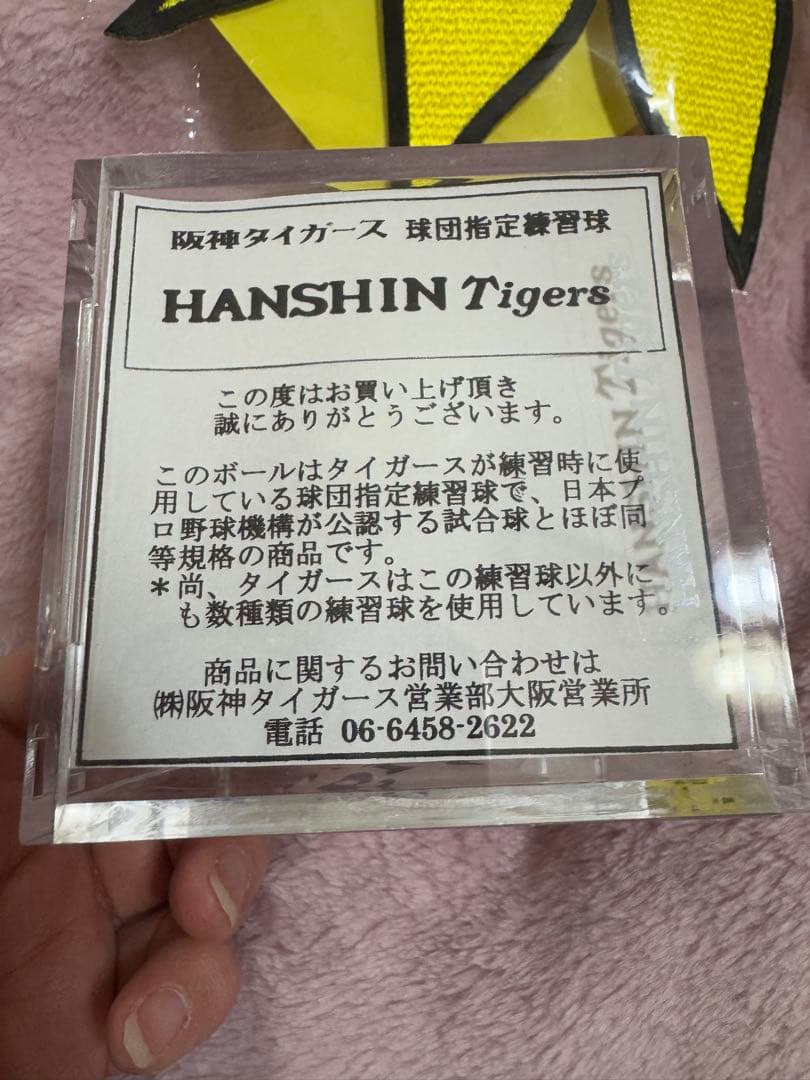 阪神タイガース 球団指定練習球
HANSHIN Tigers
この度はお買い上げ頂き
誠にありがとうございます。
このボールはタイガースが練習時に使
用している球団指定練習球で、日本プ
ロ野球機構が公認する試合球とほぼ同
等規格の商品です。
*尚、タイガースはこの練習球以外に
も数種類の練習球を使用しています。
商品に関するお問い合わせは
㈱阪神タイガース営業部大阪営業所
電話 06-6458-2622
HANSHIN Tigers